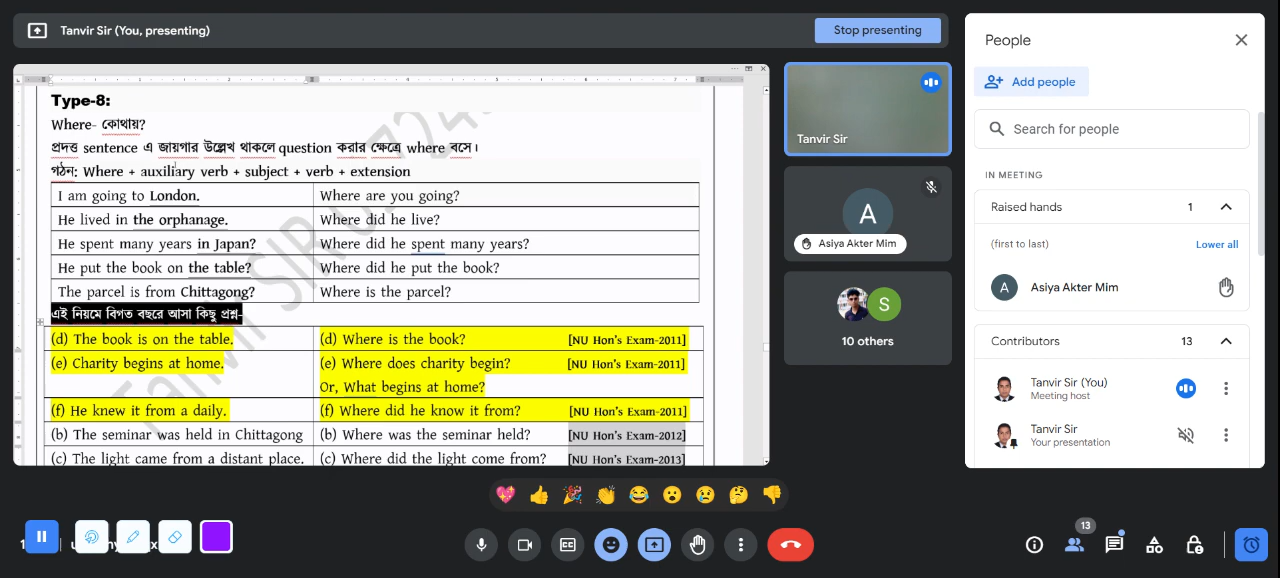 Tanvir Sir (You, presenting)
Stop presenting
Type-8:
Where- কোথায়?
প্রদত্ত sentence এ জায়গার উল্লেখ থাকলে question করার ক্ষেত্রে where বসে।
গঠন: Where + auxiliary verb + subject + verb + extension
I am going to London. Where are you going?
He lived in the orphanage. Where did he live?
He spent many years in Japan? Where did he spent many years?
He put the book on the table? Where did he put the book?
The parcel is from Chittagong? Where is the parcel?
এই নিয়মে বিগত বছরে আসা কিছু প্রশ্ন-
(d) The book is on the table. (d) Where is the book? [NU Hon's Exam-2011]
(e) Charity begins at home. (e) Where does charity begin? [NU Hon's Exam-2011]
Or, What begins at home?
(f) He knew it from a daily. (f) Where did he know it from? [NU Hon's Exam-2011]
(b) The seminar was held in Chittagong (b) Where was the seminar held? [NU Hon's Exam-2012]
(c) The light came from a distant place. (c) Where did the light come from? [NU Hon's Exam-2013]
Tanvir Sir
A
Asiya Akter Mim
S
10 others
People
Add people
Search for people
IN MEETING
Raised hands 1
(first to last) Lower all
A Asiya Akter Mim
Contributors 13
Tanvir Sir (You)
Meeting host
Tanvir Sir
Your presentation
13